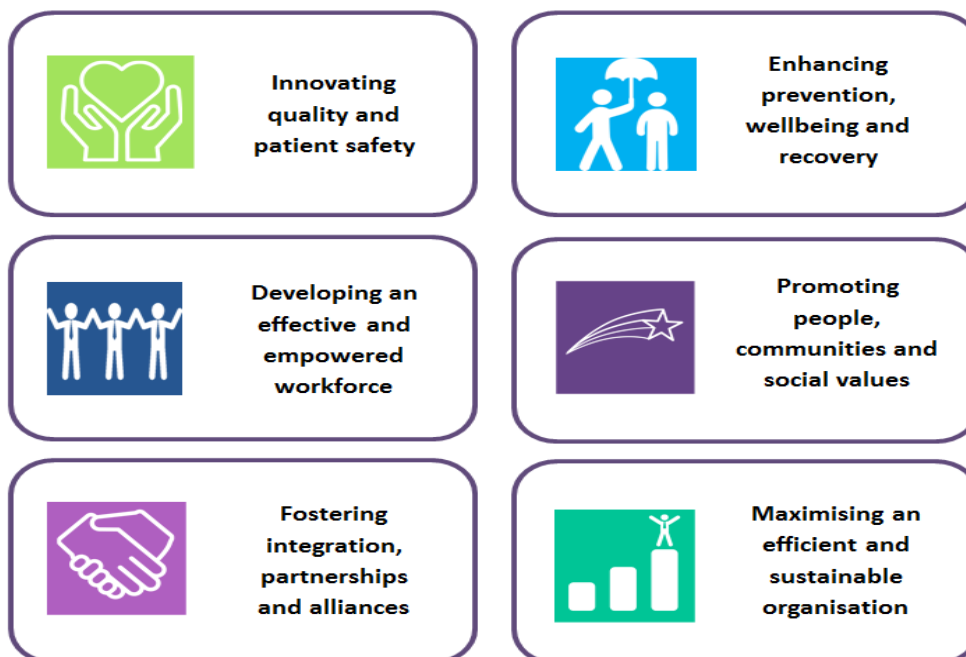 Innovating
quality and
patient safety
Enhancing
prevention,
wellbeing and
recovery
Developing an
effective and
empowered
workforce
Promoting
people,
communities and
social values
Fostering
integration,
partnerships
and alliances
Maximising an
efficient and
sustainable
organisation